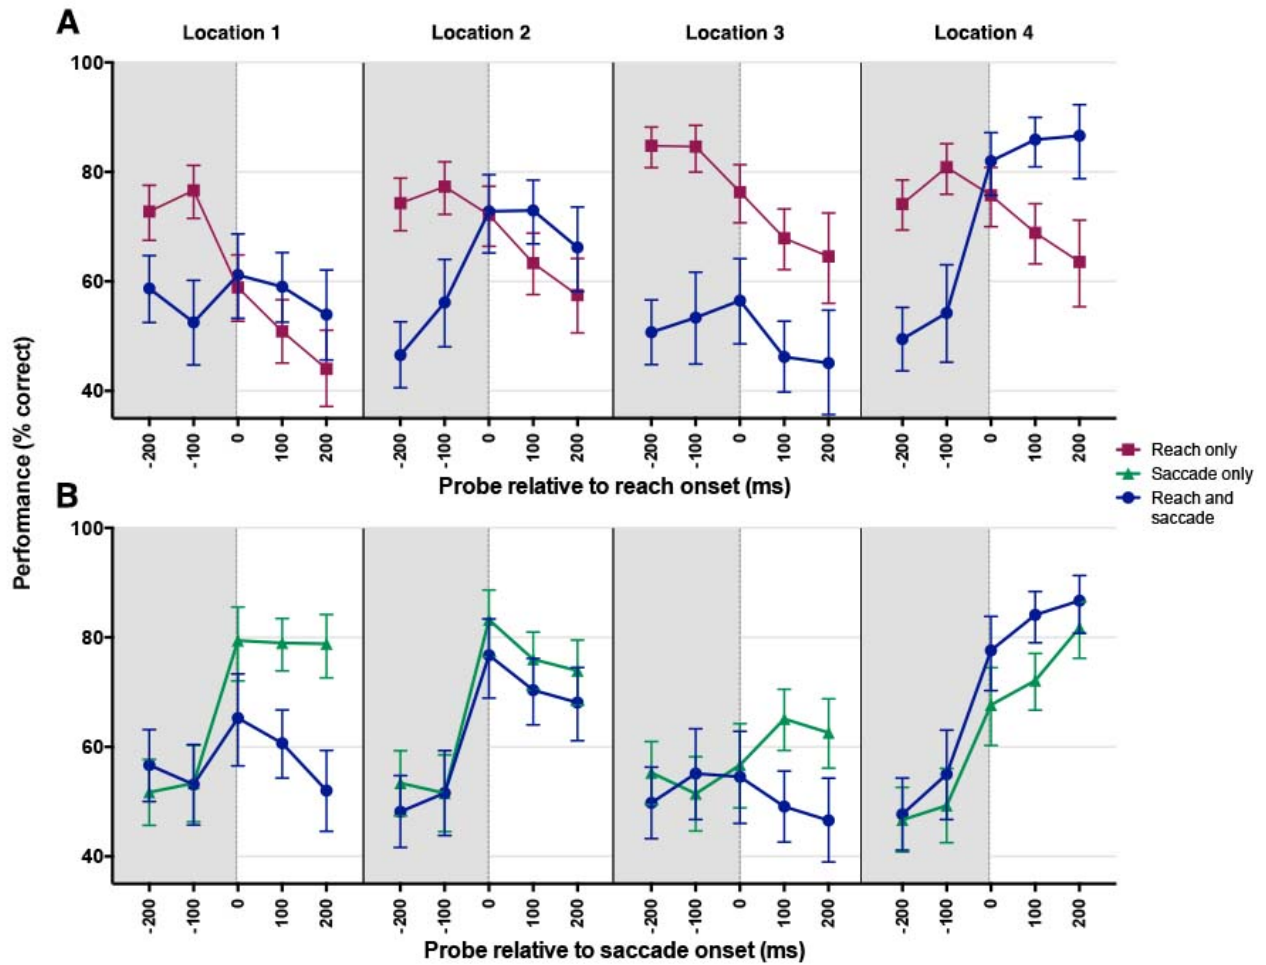 A
Location 1 Location 2 Location 3 Location 4
100
80
60
40
-200 -100 0 100 200 -200 -100 0 100 200 -200 -100 0 100 200 -200 -100 0 100 200
Probe relative to reach onset (ms)
Performance (% correct)
Reach only
Saccade only
Reach and
saccade
B
100
80
60
40
-200 -100 0 100 200 -200 -100 0 100 200 -200 -100 0 100 200 -200 -100 0 100 200
Probe relative to saccade onset (ms)